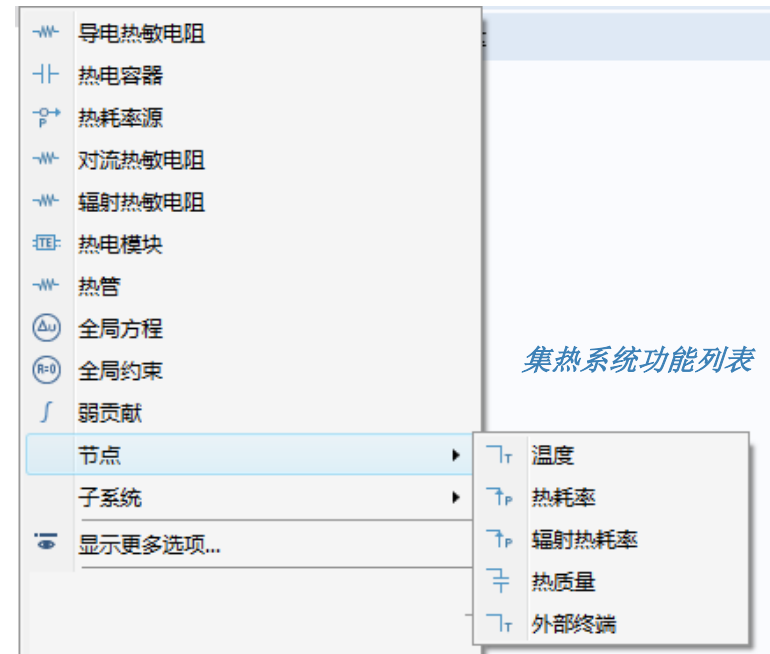 导电热敏电阻
热电容器
P
热耗率源
对流热敏电阻
辐射热敏电阻
TE
热电模块
热管
Δu
全局方程
R=0
全局约束
弱贡献
节点
子系统
显示更多选项...
集热系统功能列表
T
温度
P
热耗率
P
辐射热耗率
热质量
T
外部终端